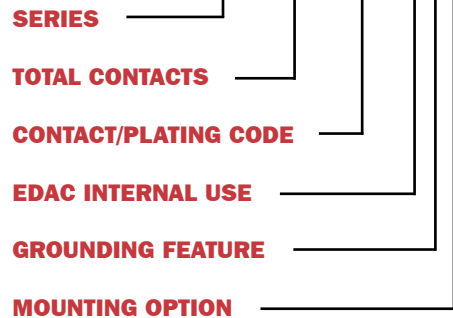 SERIES
TOTAL CONTACTS
CONTACT/PLATING CODE
EDAC INTERNAL USE
GROUNDING FEATURE
MOUNTING OPTION